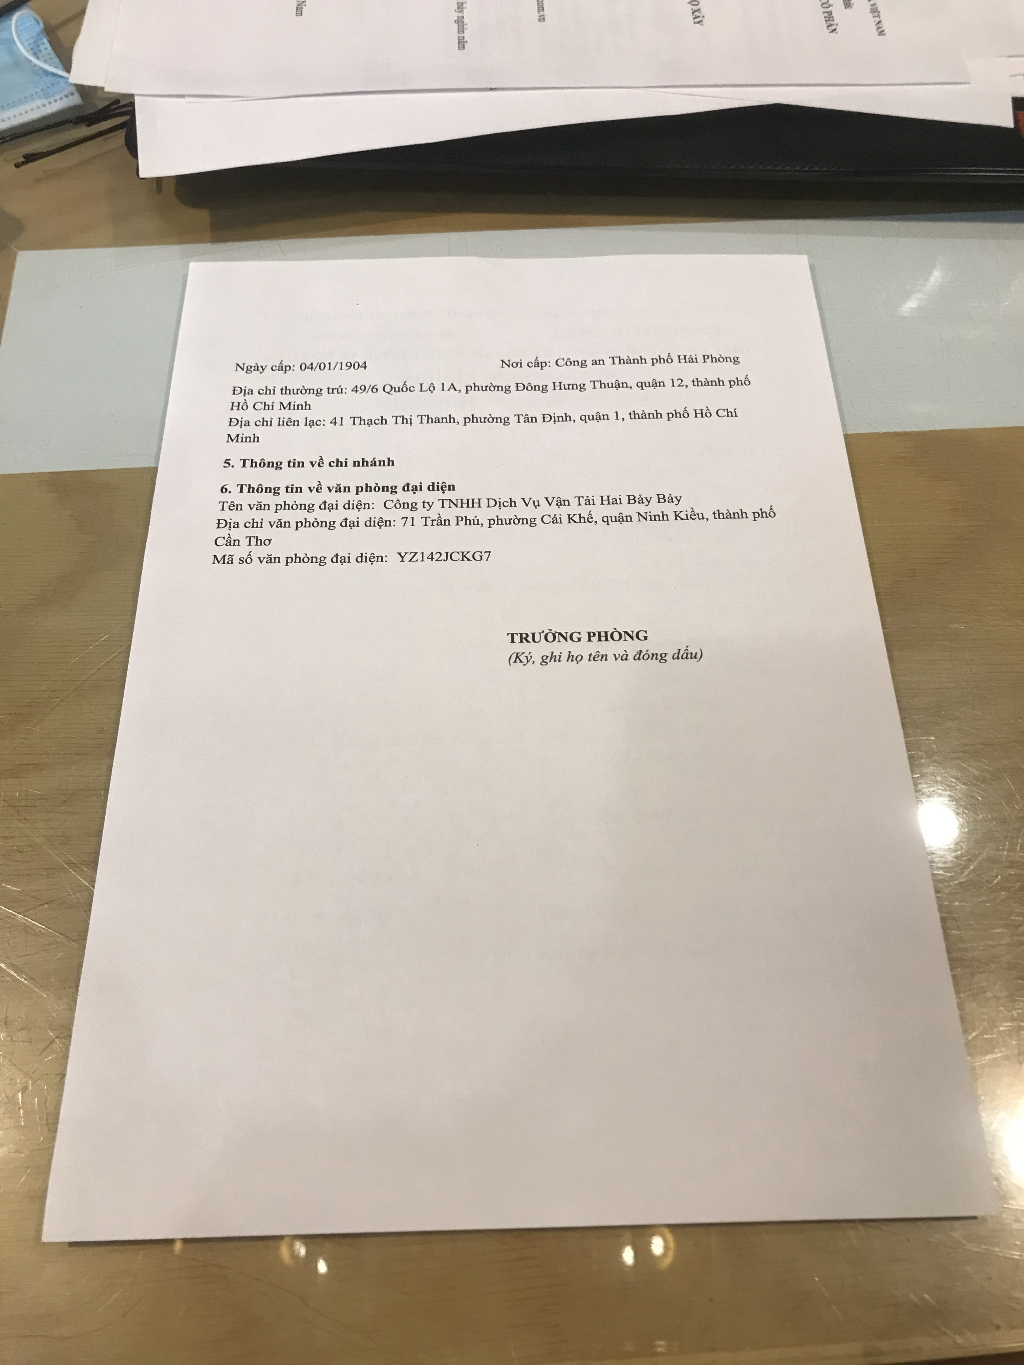 Nam
bảy nghìn năm
com.vn
Ọ XÂY
Ổ PHẦN
VIỆT NAM
Ngày cấp: 04/01/1904 Nơi cấp: Công an Thành phố Hải Phòng
Địa chỉ thường trú: 49/6 Quốc Lộ 1A, phường Đông Hưng Thuận, quận 12, thành phố
Hồ Chí Minh
Địa chỉ liên lạc: 41 Thạch Thị Thanh, phường Tân Định, quận 1, thành phố Hồ Chí
Minh
5. Thông tin về chi nhánh
6. Thông tin về văn phòng đại diện
Tên văn phòng đại diện: Công ty TNHH Dịch Vụ Vận Tải Hai Bảy Bảy
Địa chỉ văn phòng đại diện: 71 Trần Phú, phường Cái Khế, quận Ninh Kiều, thành phố
Cần Thơ
Mã số văn phòng đại diện: YZ142JCKG7
TRƯỞNG PHÒNG
(Ký, ghi họ tên và đóng dấu)